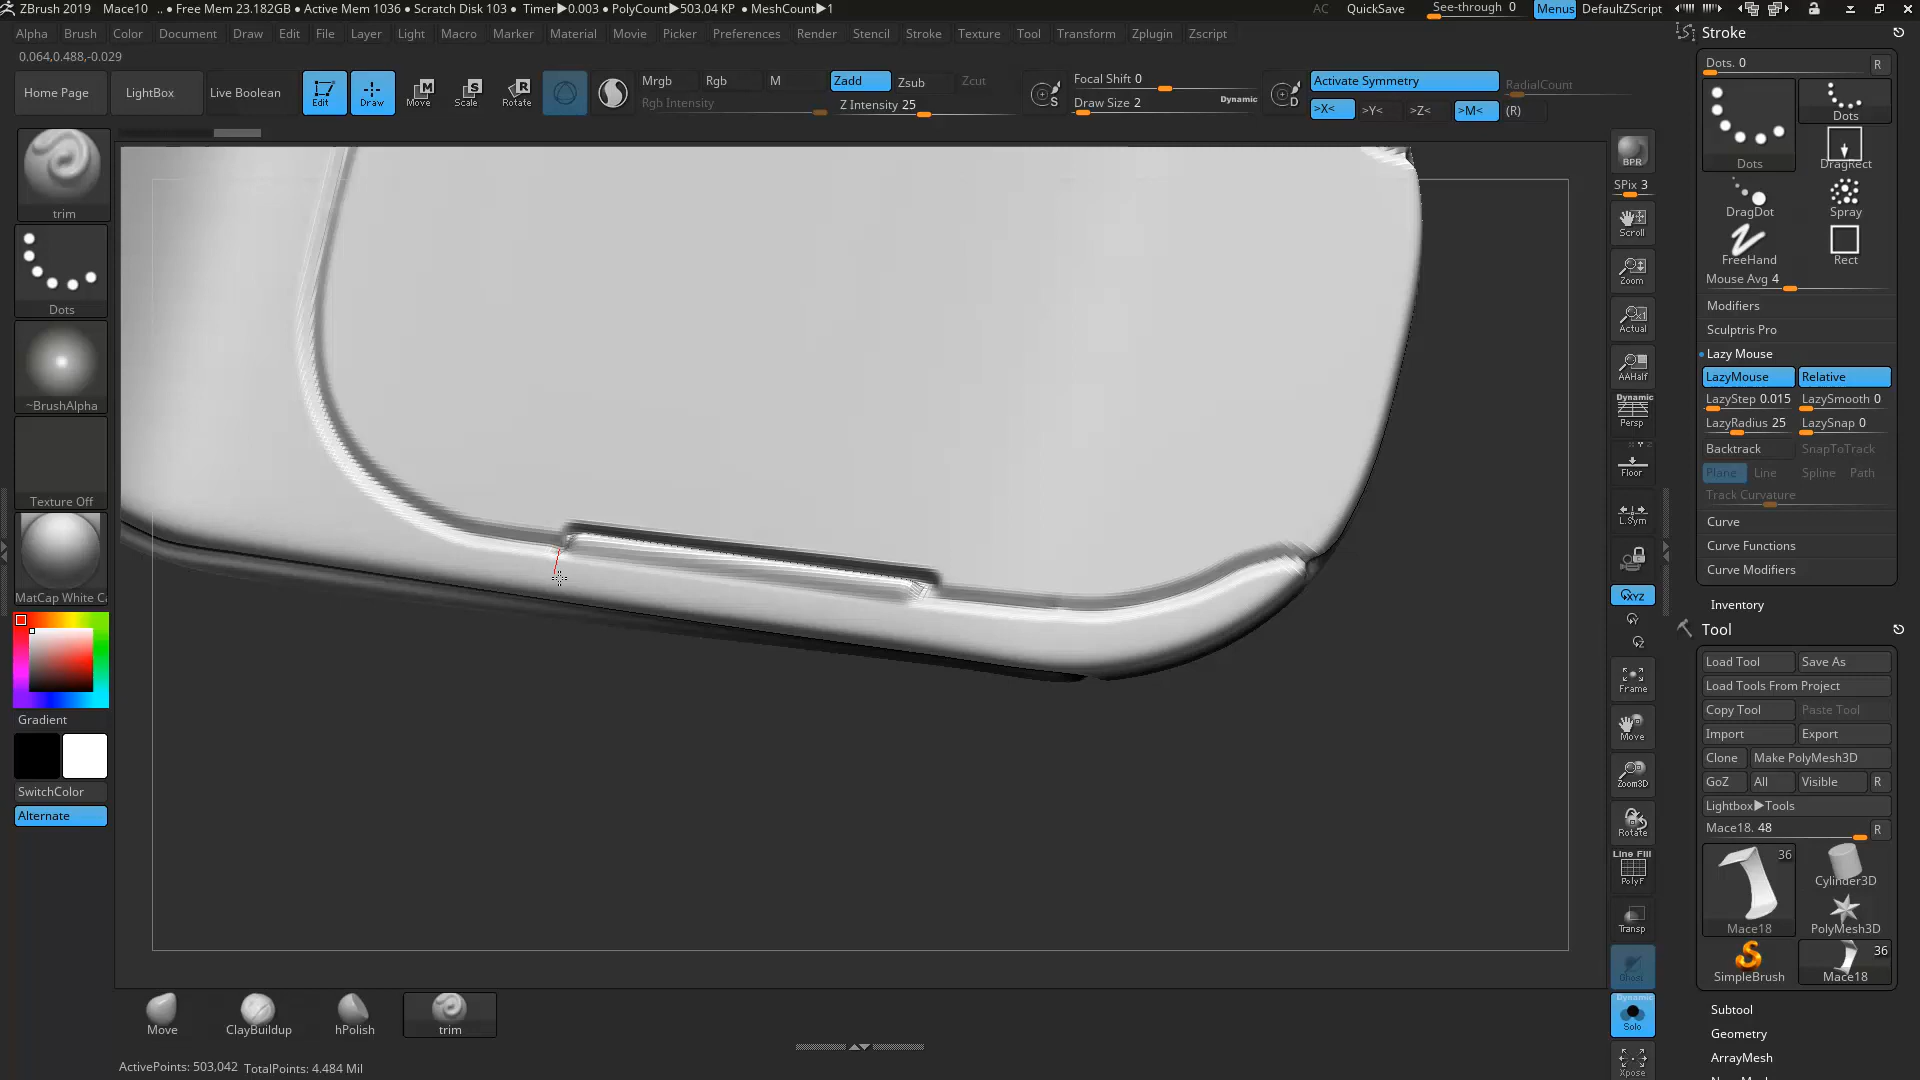 ZBrush 2019 Mace10 .. ● Free Mem 23.182GB ● Active Mem 1036 ● Scratch Disk 103 ● Timer▶0.003 ● PolyCount▶503.04 KP ● MeshCount▶1 AC QuickSave See-through 0 Menus DefaultZScript
Alpha Brush Color Document Draw Edit File Layer Light Macro Marker Material Movie Picker Preferences Render Stencil Stroke Texture Tool Transform Zplugin Zscript
0.064,0.488,-0.029
Home Page LightBox Live Boolean Edit Draw Move Scale Rotate
Mrgb Rgb M Zadd Zsub Zcut
Rgb Intensity Z Intensity 25
Focal Shift 0
Draw Size 2 Dynamic
Activate Symmetry RadialCount
>X< >Y< >Z< >M< (R)
trim
Dots
~BrushAlpha
Texture Off
MatCap White Ca
Gradient
SwitchColor
Alternate
BPR
SPix 3
Scroll
Zoom
Actual
AAHalf
Dynamic
Persp
Floor
L.Sym
XYZ
Frame
Move
Zoom3D
Rotate
Line Fill
PolyF
Transp
Ghost
Dynamic
Solo
Xpose
Stroke
Dots. 0 R
Dots Dots
DragRect
DragDot Spray
FreeHand Rect
Mouse Avg 4
Modifiers
Sculptris Pro
Lazy Mouse
LazyMouse Relative
LazyStep 0.015 LazySmooth 0
LazyRadius 25 LazySnap 0
Backtrack SnapToTrack
Plane Line Spline Path
Track Curvature
Curve
Curve Functions
Curve Modifiers
Inventory
Tool
Load Tool Save As
Load Tools From Project
Copy Tool Paste Tool
Import Export
Clone Make PolyMesh3D
GoZ All Visible R
Lightbox▶Tools
Mace18. 48 R
36
Mace18 Cylinder3D
PolyMesh3D
36
SimpleBrush Mace18
Subtool
Geometry
ArrayMesh
Move ClayBuildup hPolish trim
ActivePoints: 503,042 TotalPoints: 4.484 Mil